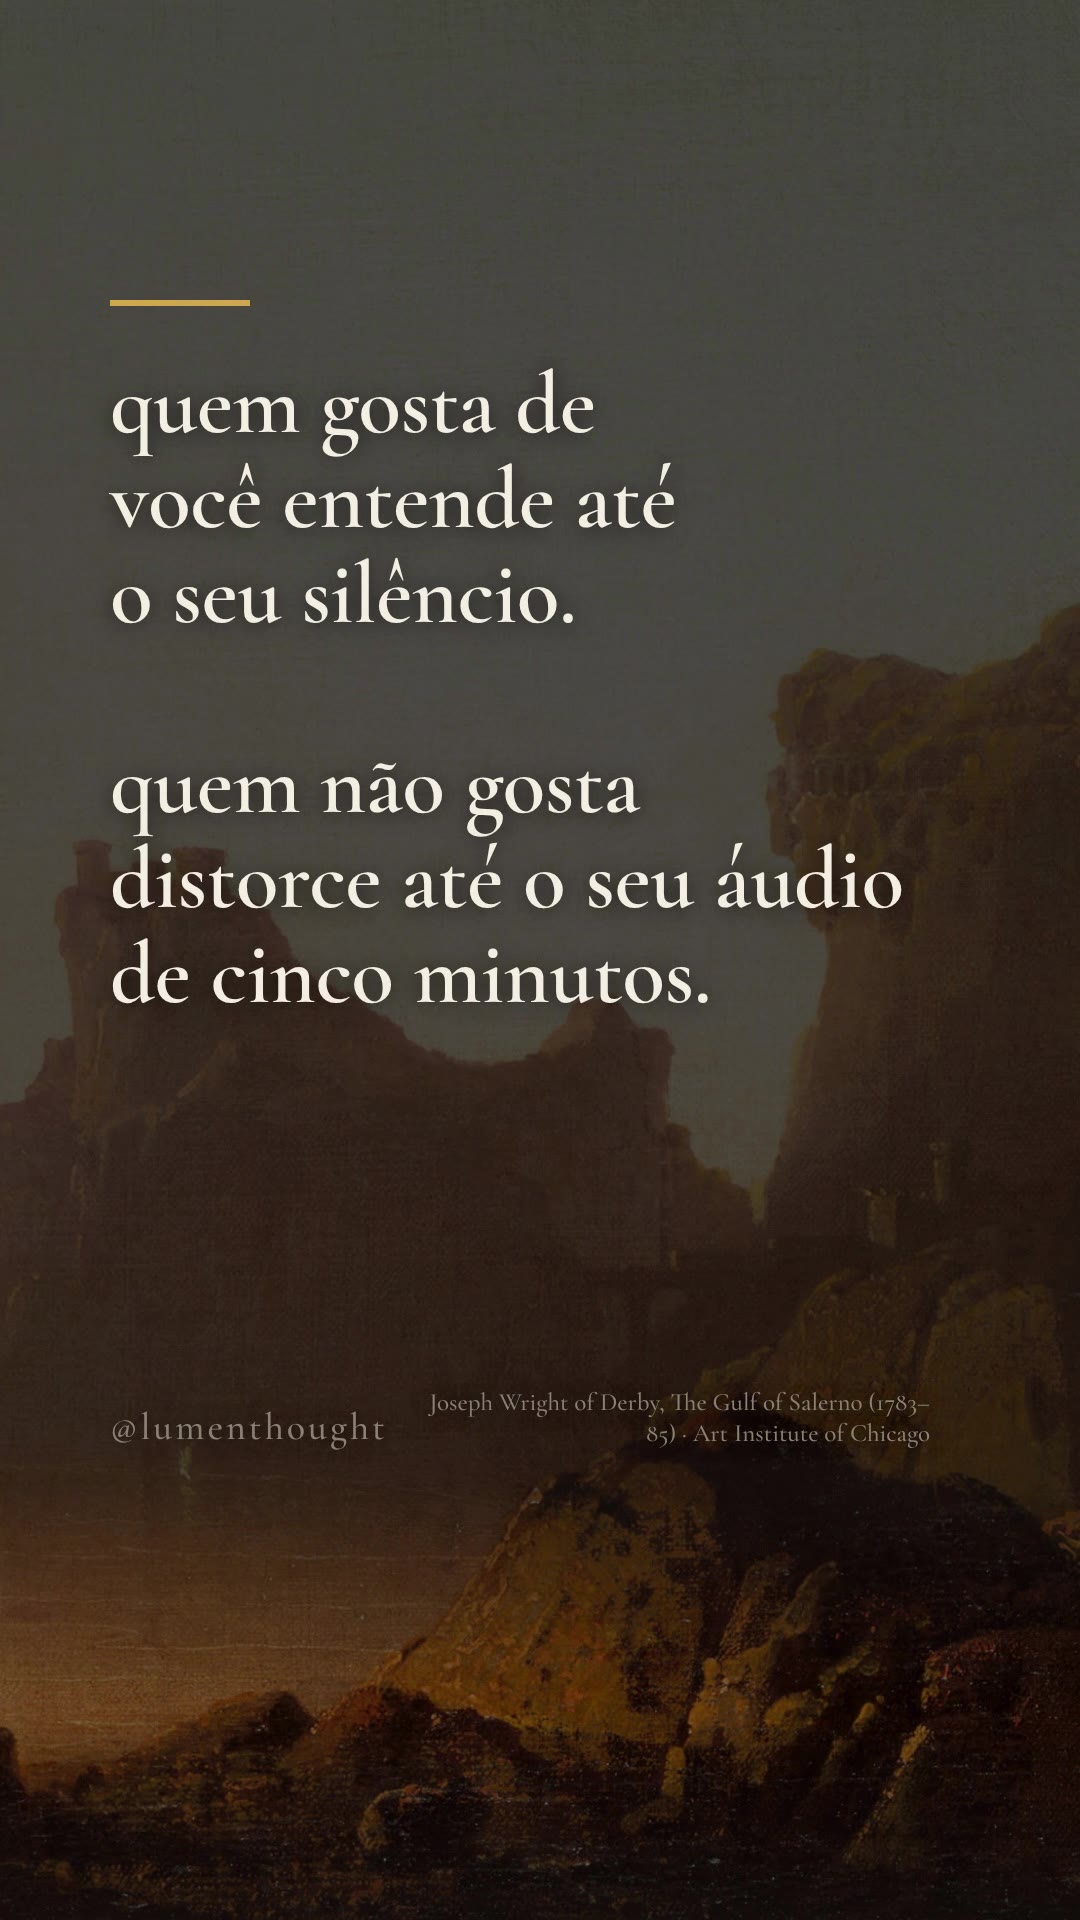 quem gosta de
você entende até
o seu silêncio.
quem não gosta
distorce até o seu áudio
de cinco minutos.
@lumenthought
Joseph Wright of Derby, The Gulf of Salerno (1783–
85) · Art Institute of Chicago